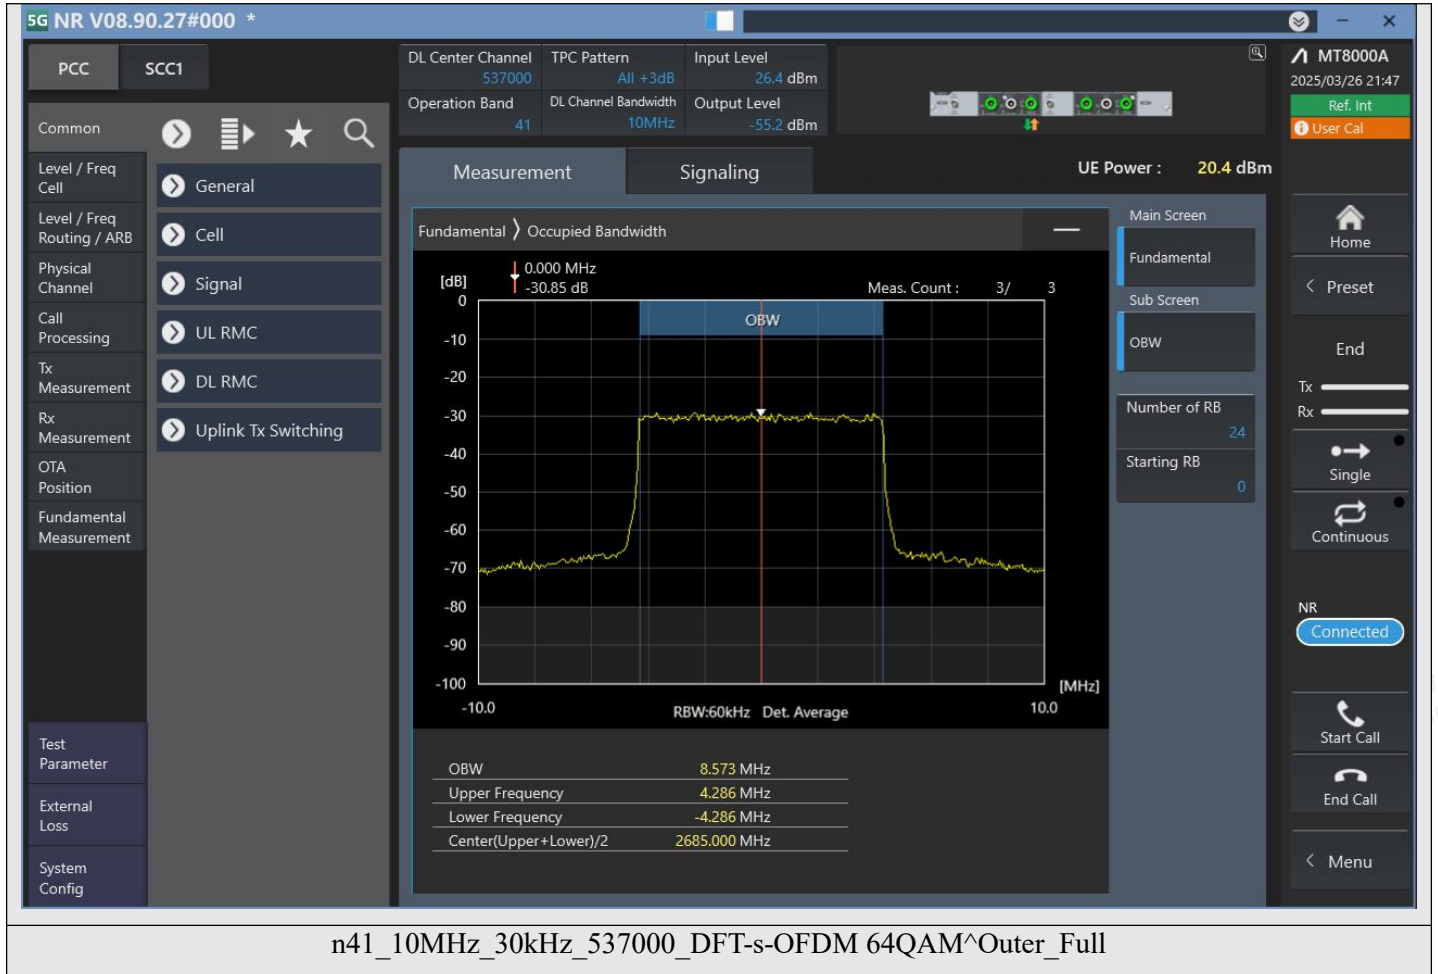 5G NR V08.90.27#000 *
PCC SCC1
DL Center Channel
537000
TPC Pattern
All +3dB
Input Level
26.4 dBm
Operation Band
41
DL Channel Bandwidth
10MHz
Output Level
-55.2 dBm
MT8000A
2025/03/26 21:47
Ref. Int
User Cal
Common
Level / Freq
Cell
Level / Freq
Routing / ARB
Physical
Channel
Call
Processing
Tx
Measurement
Rx
Measurement
OTA
Position
Fundamental
Measurement
Test
Parameter
External
Loss
System
Config
General
Cell
Signal
UL RMC
DL RMC
Uplink Tx Switching
Measurement Signaling
UE Power : 20.4 dBm
Fundamental Occupied Bandwidth
0.000 MHz
-30.85 dB
Meas. Count : 3/ 3
[dB]
OBW
0
-10
-20
-30
-40
-50
-60
-70
-80
-90
-100
[MHz]
-10.0 RBW:60kHz Det. Average 10.0
OBW 8.573 MHz
Upper Frequency 4.286 MHz
Lower Frequency -4.286 MHz
Center(Upper+Lower)/2 2685.000 MHz
Main Screen
Fundamental
Sub Screen
OBW
Number of RB
24
Starting RB
0
Home
Preset
End
Tx
Rx
Single
Continuous
NR
Connected
Start Call
End Call
Menu
n41_10MHz_30kHz_537000_DFT-s-OFDM 64QAM^Outer_Full